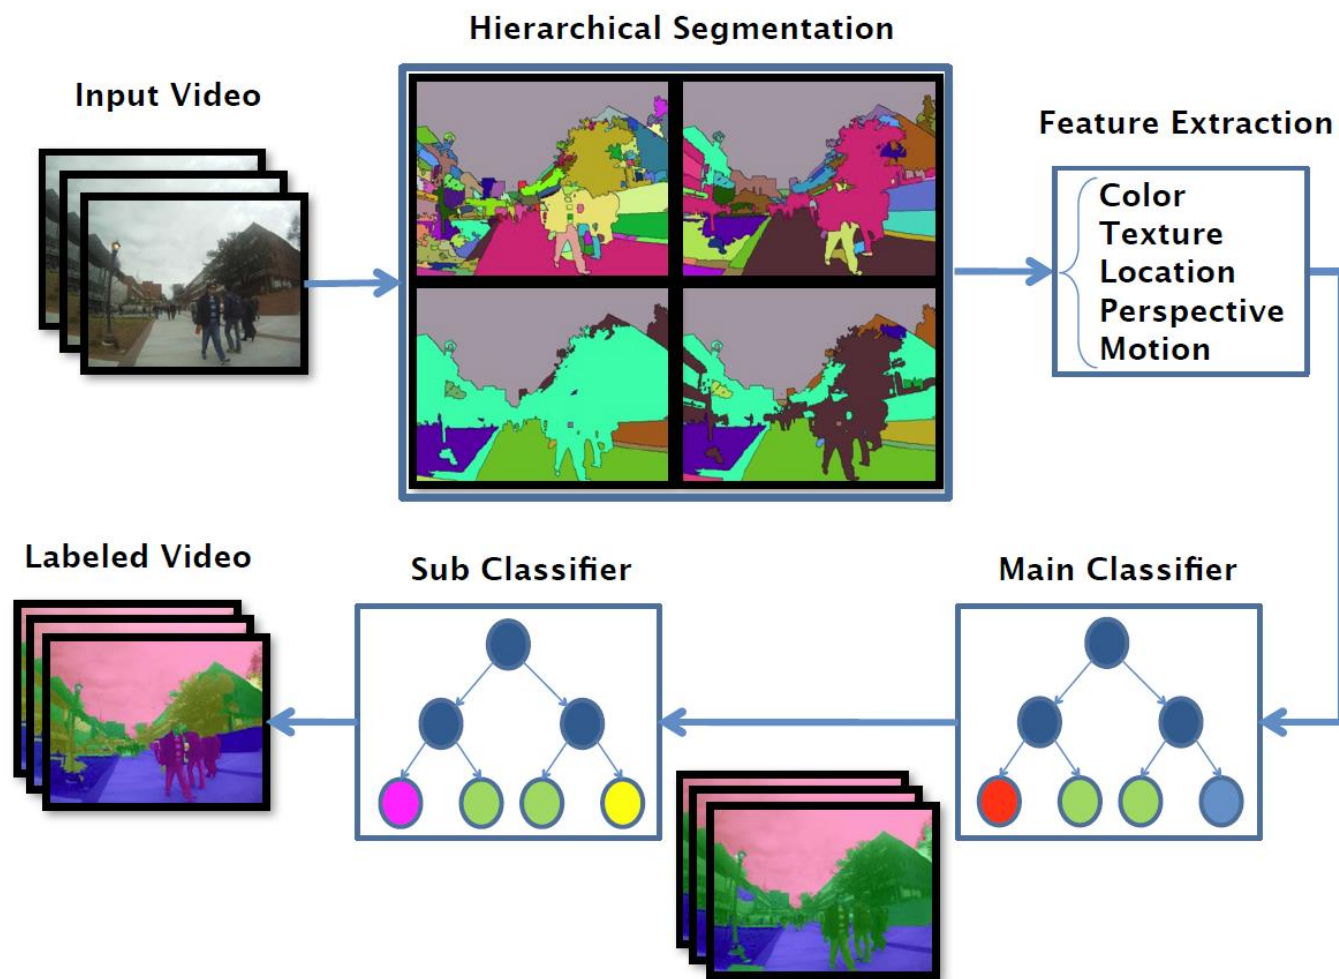 Hierarchical Segmentation
Input Video
Feature Extraction
Color
Texture
Location
Perspective
Motion
Labeled Video
Sub Classifier
Main Classifier